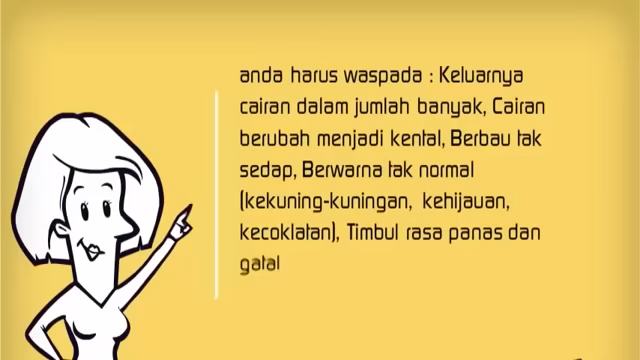 anda harus waspada : Keluarnya
cairan dalam jumlah banyak, Cairan
berubah menjadi kental, Berbau tak
sedap, Berwarna tak normal
(kekuning-kuningan, kehijauan,
kecoklatan), Timbul rasa panas dan
gatal